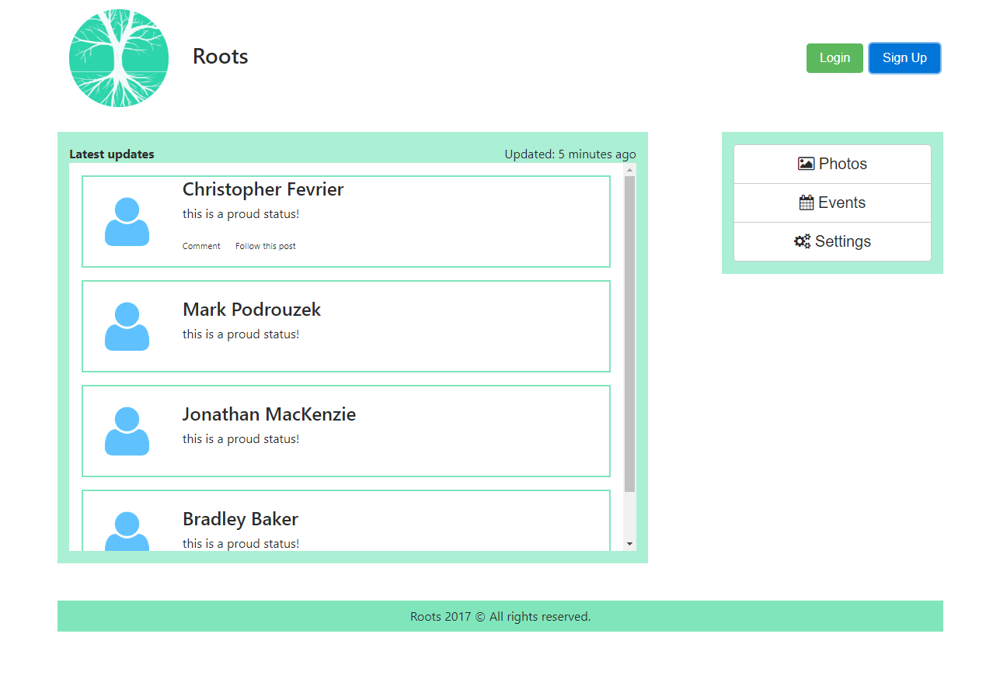 Roots
Login
Sign Up
Latest updates
Updated: 5 minutes ago
Christopher Fevrier
this is a proud status!
Comment
Follow this post
Mark Podrouzek
this is a proud status!
Jonathan MacKenzie
this is a proud status!
Bradley Baker
this is a proud status!
Photos
Events
Settings
Roots 2017 © All rights reserved.